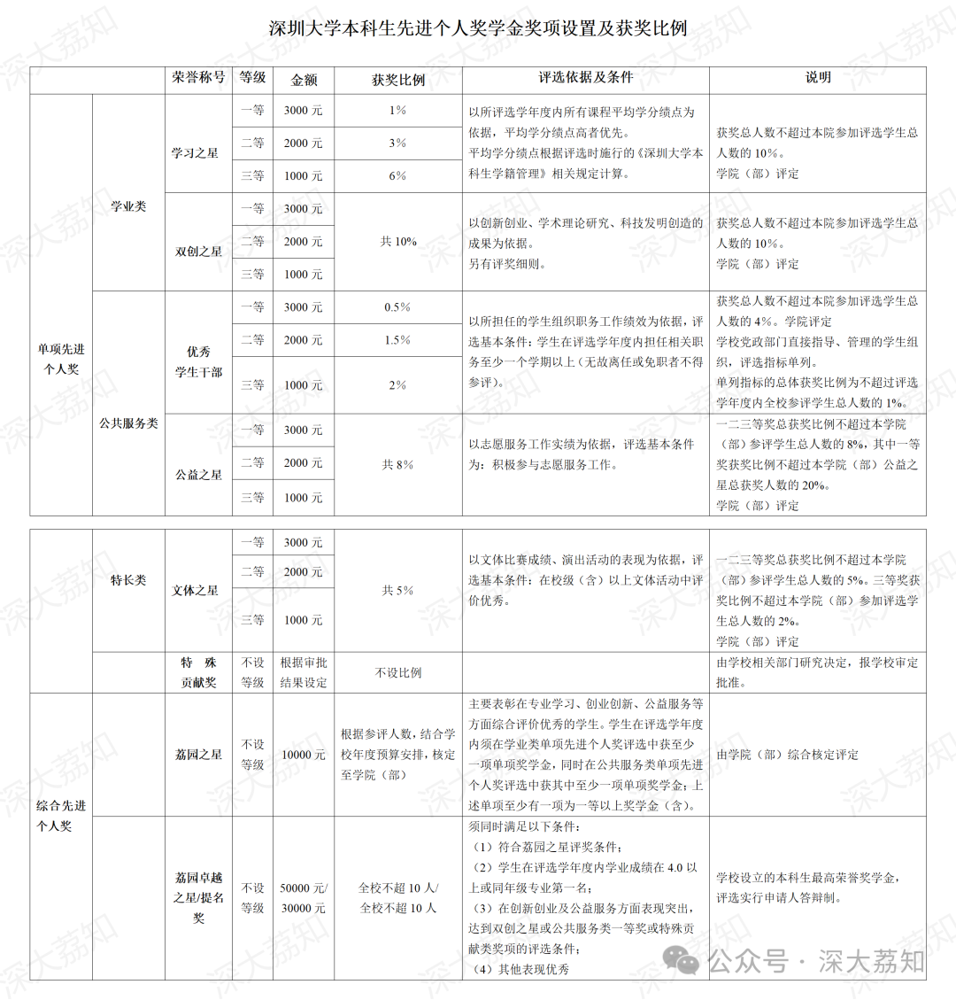 深圳大学本科生先进个人奖学金奖项设置及获奖比例
荣誉称号 等级 金额 获奖比例 评选依据及条件 说明
单项先进
个人奖
学业类
学习之星
一等 3000 元 1%
二等 2000 元 3%
三等 1000 元 6%
以所评选学年度内所有课程平均学分绩点为
依据，平均学分绩点高者优先。
平均学分绩点根据评选时施行的《深圳大学本
科生学籍管理》相关规定计算。
获奖总人数不超过本院参加评选学生总
人数的 10%。
学院（部）评定
双创之星
一等 3000 元
二等 2000 元
三等 1000 元
共 10%
以创新创业、学术理论研究、科技发明创造的
成果为依据。
另有评奖细则。
获奖总人数不超过本院参加评选学生总
人数的 10%。
学院（部）评定
公共服务类
优秀
学生干部
一等 3000 元 0.5%
二等 2000 元 1.5%
三等 1000 元 2%
以所担任的学生组织职务工作绩效为依据，评
选基本条件：学生在评选学年度内担任相关职
务至少一个学期以上（无故离任或免职者不得
参评）。
获奖总人数不超过本院参加评选学生总
人数的 4%。学院评定
学校党政部门直接指导、管理的学生组
织，评选指标单列。
单列指标的总体获奖比例为不超过评选
学年度内全校参评学生总人数的 1%。
公益之星
一等 3000 元
二等 2000 元
三等 1000 元
共 8%
以志愿服务工作实绩为依据，评选基本条件
为：积极参与志愿服务工作。
一二三等奖总获奖比例不超过本学院
（部）参评学生总人数的 8%，其中一等
奖获奖比例不超过本学院（部）公益之
星总获奖人数的 20%。
学院（部）评定
特长类
文体之星
一等 3000 元
二等 2000 元
三等 1000 元
共 5%
以文体比赛成绩、演出活动的表现为依据，评
选基本条件：在校级（含）以上文体活动中评
价优秀。
一二三等奖总获奖比例不超过本学院
（部）参评学生总人数的 5%。三等奖获
奖比例不超过本学院（部）参加评选学
生总人数的 2%。
学院（部）评定
特 殊
贡献奖
不设
等级
根据审批
结果设定
不设比例
由学校相关部门研究决定，报学校审定
批准。
综合先进
个人奖
荔园之星
不设
等级
10000 元
根据参评人数，结合学
校年度预算安排，核定
至学院（部）
主要表彰在专业学习、创业创新、公益服务等
方面综合评价优秀的学生。学生在评选学年度
内须在学业类单项先进个人奖评选中获至少
一项单项奖学金，同时在公共服务类单项先进
个人奖评选中获其中至少一项单项奖学金；上
述单项至少有一项为一等以上奖学金（含）。
由学院（部）综合核定评定
荔园卓越
之星/提名
奖
不设
等级
50000 元/
30000 元
全校不超 10 人/
全校不超 10 人
须同时满足以下条件：
（1）符合荔园之星评奖条件；
（2）学生在评选学年度内学业成绩在 4.0 以
上或同年级专业第一名；
（3）在创新创业及公益服务方面表现突出，
达到双创之星或公共服务类一等奖或特殊贡
献类奖项的评选条件；
（4）其他表现优秀
学校设立的本科生最高荣誉奖学金，
评选实行申请人答辩制。
公众号 · 深大荔知